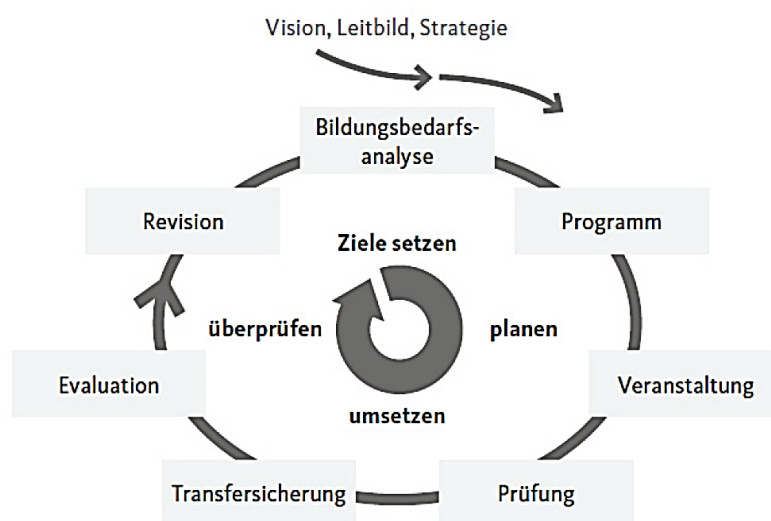 Vision, Leitbild, Strategie
Bildungsbedarfs-
analyse
Revision
Programm
Ziele setzen
überprüfen
planen
Evaluation
Veranstaltung
umsetzen
Transfersicherung
Prüfung